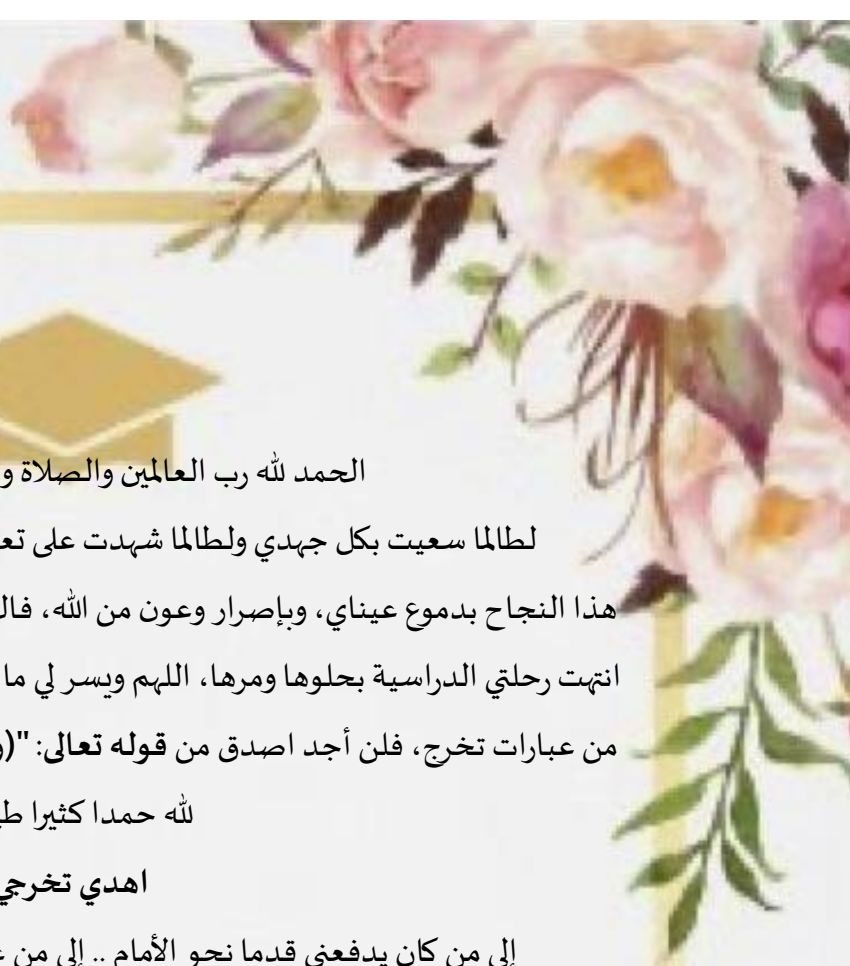 الحمد لله رب العالمين والصلاة و
لطالما سعيت بكل جهدي ولطالما شهدت على
هذا النجاح بدموع عيناي، وبإصرار وعون من الله،
انتهت رحلتي الدراسية بحلوها ومرها، اللهم ويسر لي ما
من عبارات تخرج، فلن أجد اصدق من قوله تعالى: "(و
لله حمدا كثيرا
اهدي تخرجي
إلى من كان يدفعني قدما نحو الأمام .. إلى من